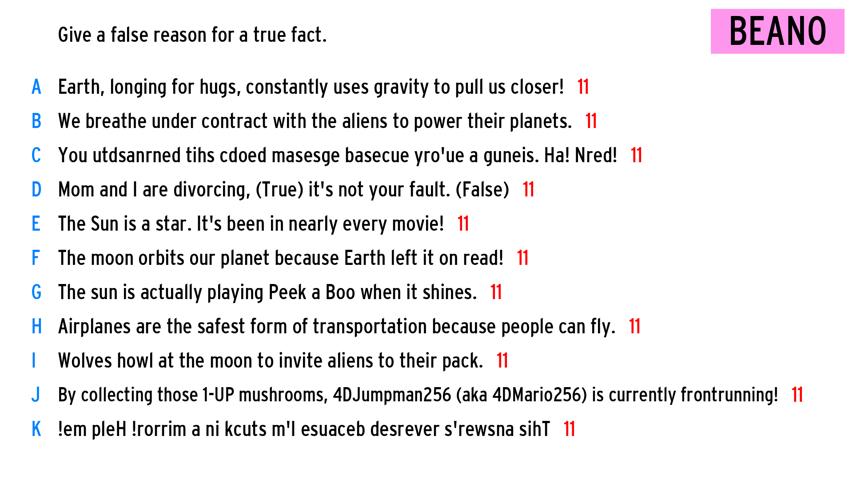 Give a false reason for a true fact.
BEANO
A Earth, longing for hugs, constantly uses gravity to pull us closer! 11
B We breathe under contract with the aliens to power their planets. 11
C You utdsanrned tihs cdoed masesge basecue yro'ue a guneis. Ha! Nred! 11
D Mom and I are divorcing, (True) it's not your fault. (False) 11
E The Sun is a star. It's been in nearly every movie! 11
F The moon orbits our planet because Earth left it on read! 11
G The sun is actually playing Peek a Boo when it shines. 11
H Airplanes are the safest form of transportation because people can fly. 11
I Wolves howl at the moon to invite aliens to their pack. 11
J By collecting those 1-UP mushrooms, 4DJumpman256 (aka 4DMario256) is currently frontrunning! 11
K !em pleH !rorrim a ni kcuts m'I esuaceb desrever s'rewsna sihT 11